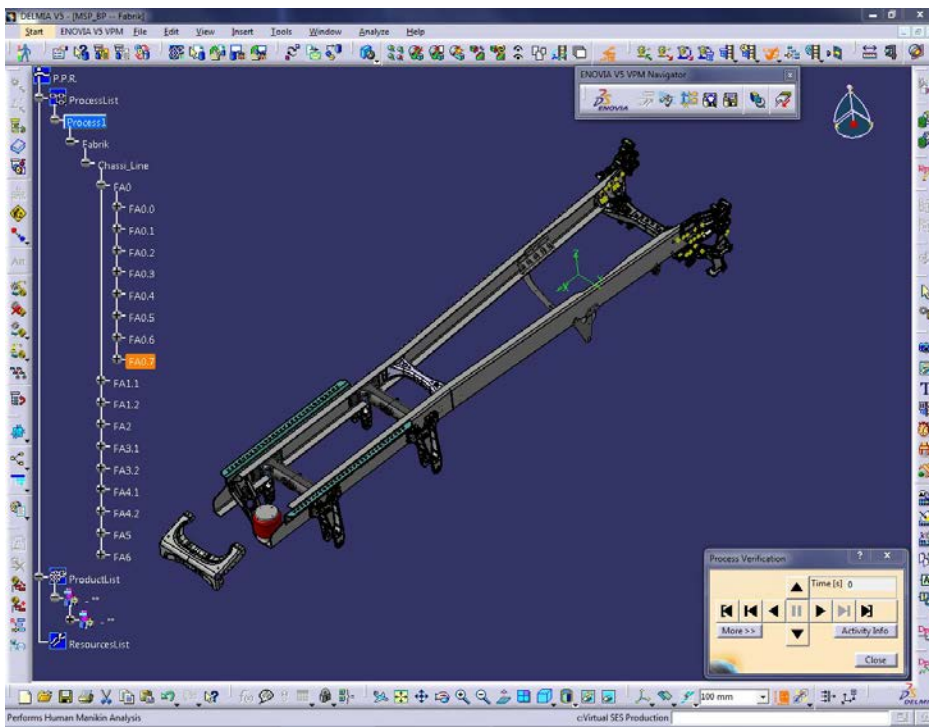 DELMIA V5 - [MSP_BP -- Fabrik]
Start ENOVIA V5 VPM File Edit View Insert Tools Window Analyze Help
ENOVIA V5 VPM Navigator x
ENOVIA
P.P.R.
ProcessList
Process1
Fabrik
Chassi_Line
FA0
FA0.0
FA0.1
FA0.2
FA0.3
FA0.4
FA0.5
FA0.6
FA0.7
FA1.1
FA1.2
FA2
FA3.1
FA3.2
FA4.1
FA4.2
FA5
FA6
ProductList
- ""
- ""
ResourcesList
z
x
Process Verification ? x
Time [s] 0
More >> Activity Info
Close
f(x)
100 mm
Performs Human Manikin Analysis c:Virtual SES Production